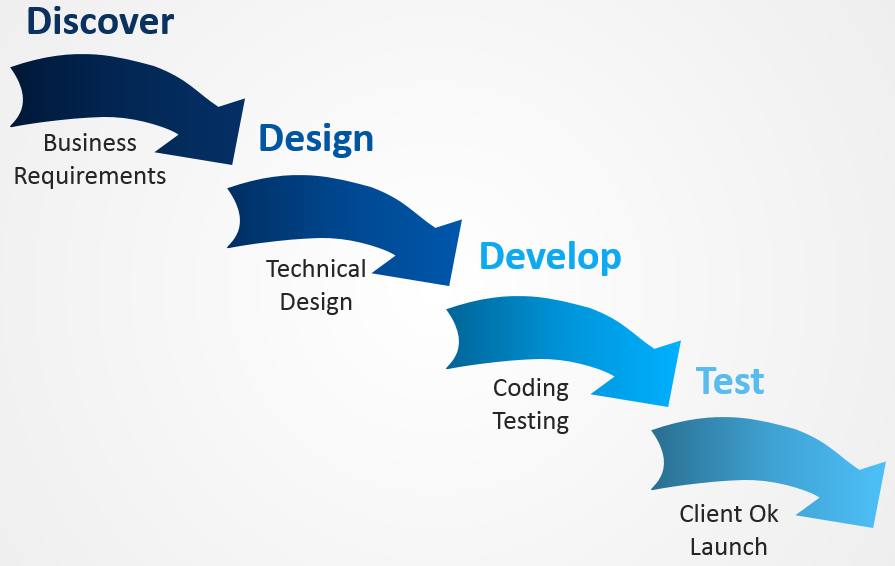 Discover
Business
Requirements
Design
Technical
Design
Develop
Coding
Testing
Test
Client Ok
Launch